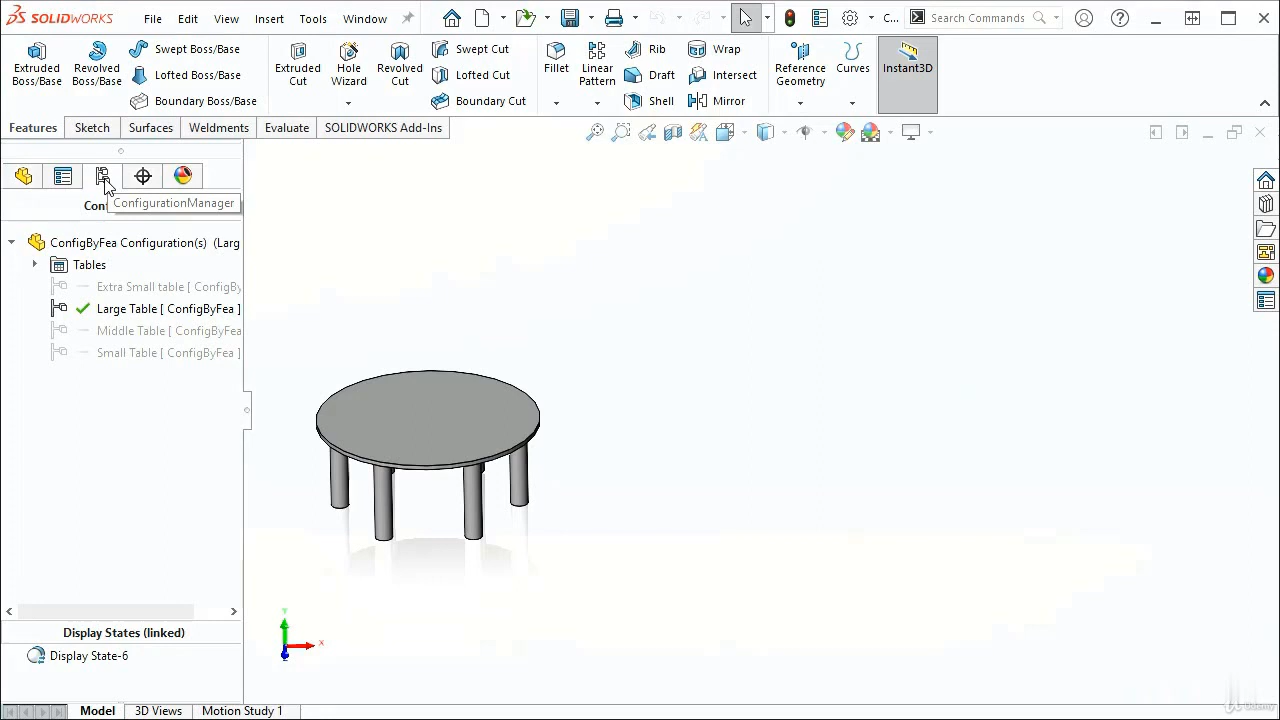 SOLIDWORKS File Edit View Insert Tools Window C... Search Commands
Extruded Boss/Base
Revolved Boss/Base
Swept Boss/Base
Lofted Boss/Base
Boundary Boss/Base
Extruded Cut
Hole Wizard
Revolved Cut
Swept Cut
Lofted Cut
Boundary Cut
Fillet
Linear Pattern
Rib
Draft
Shell
Wrap
Intersect
Mirror
Reference Geometry
Curves
Instant3D
Features Sketch Surfaces Weldments Evaluate SOLIDWORKS Add-Ins
Con
ConfigurationManager
ConfigByFea Configuration(s) (Larg
Tables
Extra Small table [ ConfigBy
Large Table [ ConfigByFea ]
Middle Table [ ConfigByFea
Small Table [ ConfigByFea ]
Y
X
Display States (linked)
Display State-6
Model 3D Views Motion Study 1
Udemy